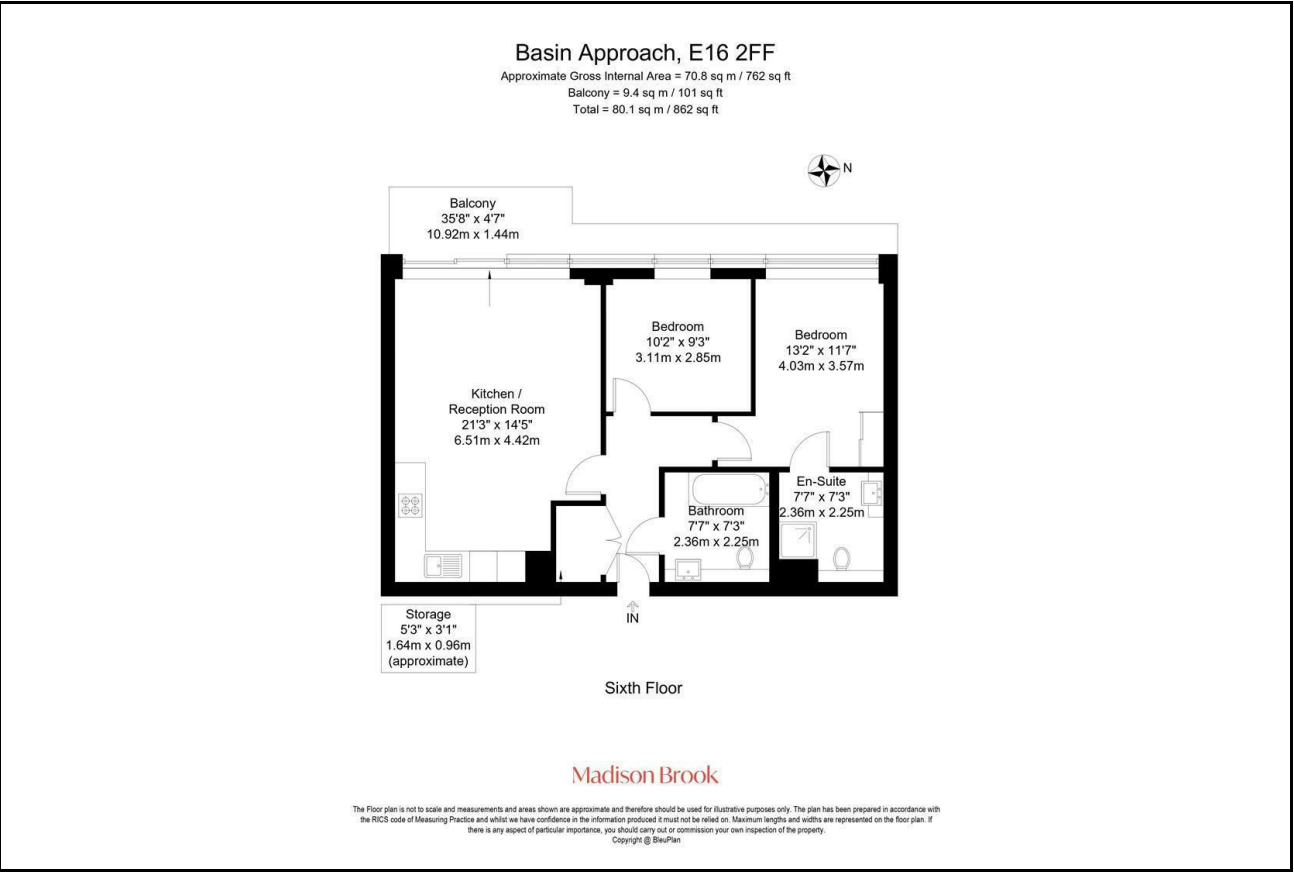 Basin Approach, E16 2FF
Approximate Gross Internal Area = 70.8 sq m / 762 sq ft
Balcony = 9.4 sq m / 101 sq ft
Total = 80.1 sq m / 862 sq ft
N
Balcony
35'8" x 4'7"
10.92m x 1.44m
Bedroom
10'2" x 9'3"
3.11m x 2.85m
Bedroom
13'2" x 11'7"
4.03m x 3.57m
Kitchen /
Reception Room
21'3" x 14'5"
6.51m x 4.42m
En-Suite
7'7" x 7'3"
2.36m x 2.25m
Bathroom
7'7" x 7'3"
2.36m x 2.25m
Storage
5'3" x 3'1"
1.64m x 0.96m
(approximate)
IN
Sixth Floor
Madison Brook
The Floor plan is not to scale and measurements and areas shown are approximate and therefore should be used for illustrative purposes only. The plan has been prepared in accordance with
the RICS code of Measuring Practice and whilst we have confidence in the information produced it must not be relied on. Maximum lengths and widths are represented on the floor plan. If
there is any aspect of particular importance, you should carry out or commission your own inspection of the property.
Copyright @ BleuPlan